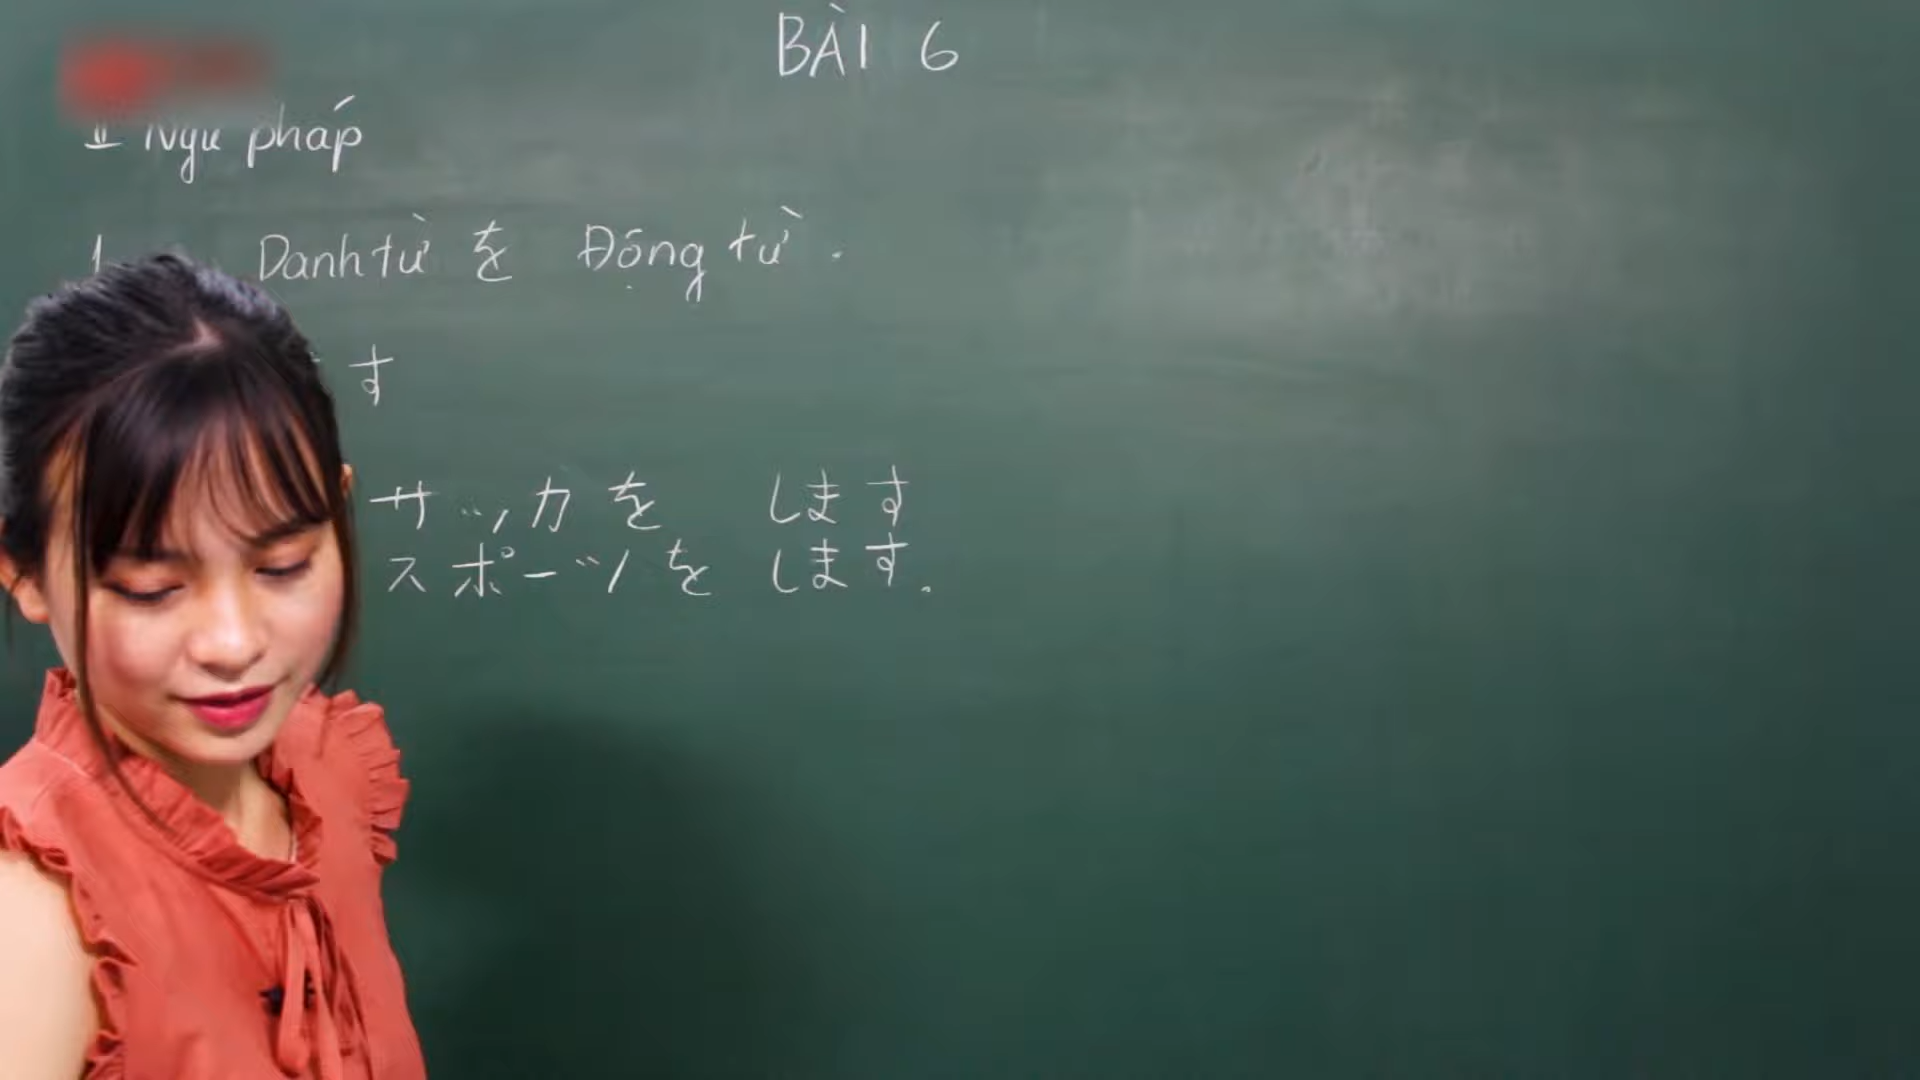 BÀI 6
II Ngữ pháp
1 Danh từ を Động từ.
す
サッカを します
スポーツを します.